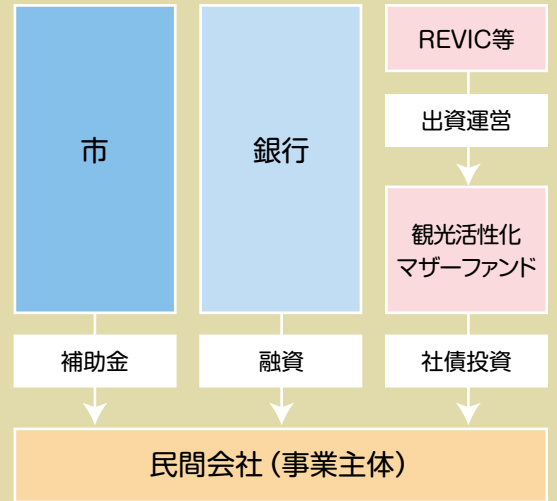 市
銀行
REVIC等
出資運営
観光活性化
マザーファンド
補助金
融資
社債投資
民間会社（事業主体）